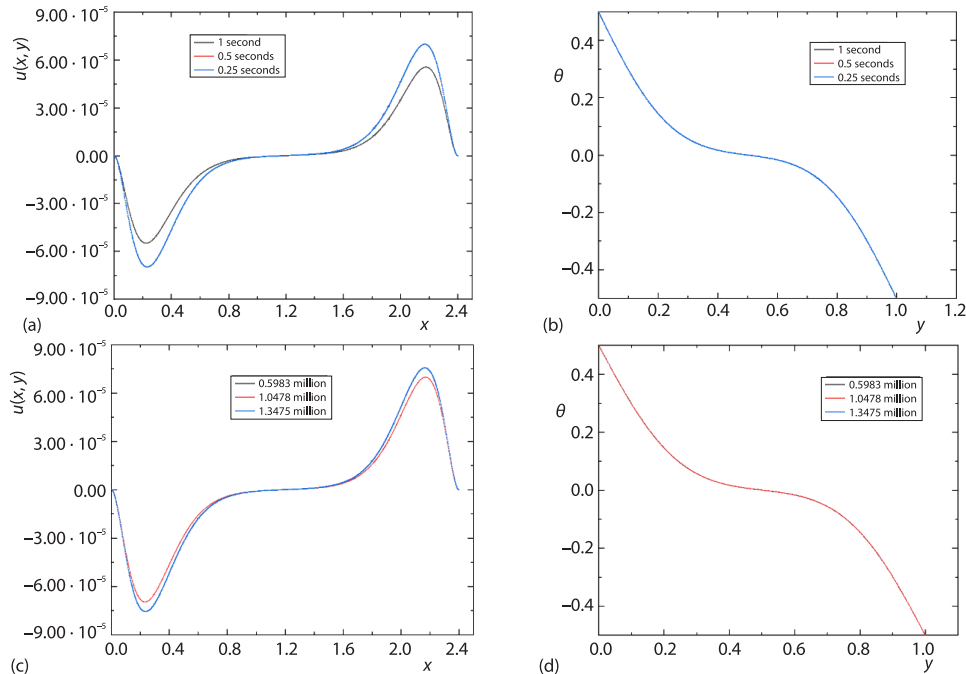 9.00 · 10⁻⁵
6.00 · 10⁻⁵
3.00 · 10⁻⁵
0.00
−3.00 · 10⁻⁵
−6.00 · 10⁻⁵
−9.00 · 10⁻⁵
u(x, y)
1 second
0.5 seconds
0.25 seconds
0.0 0.4 0.8 1.2 1.6 2.0 2.4
x
(a)
0.4
0.2
0.0
−0.2
−0.4
θ
1 second
0.5 seconds
0.25 seconds
0.0 0.2 0.4 0.6 0.8 1.0 1.2
y
(b)
9.00 · 10⁻⁵
6.00 · 10⁻⁵
3.00 · 10⁻⁵
0.00
−3.00 · 10⁻⁵
−6.00 · 10⁻⁵
−9.00 · 10⁻⁵
u(x, y)
0.5983 million
1.0478 million
1.3475 million
0.0 0.4 0.8 1.2 1.6 2.0 2.4
x
(c)
0.4
0.2
0.0
−0.2
−0.4
θ
0.5983 million
1.0478 million
1.3475 million
0.0 0.2 0.4 0.6 0.8 1.0
y
(d)